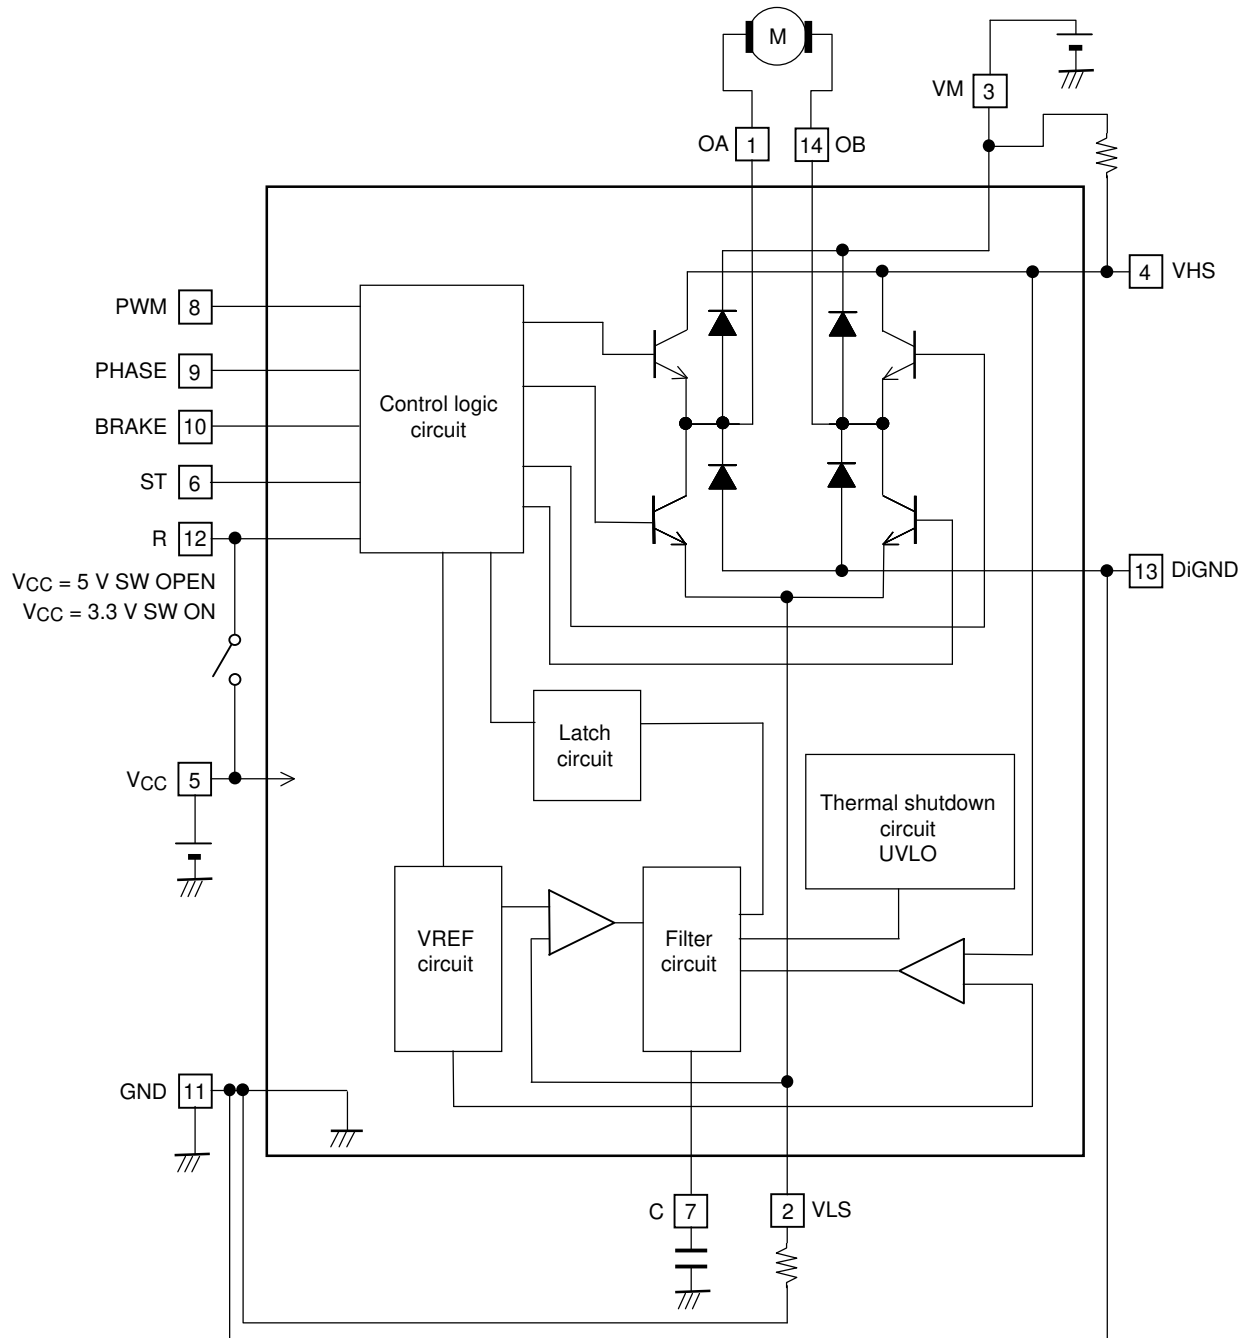 M
VM 3
OA 1
14 OB
4 VHS
PWM 8
PHASE 9
BRAKE 10
ST 6
R 12
VCC = 5 V SW OPEN
VCC = 3.3 V SW ON
Control logic
circuit
13 DiGND
Latch
circuit
VCC 5
Thermal shutdown
circuit
UVLO
VREF
circuit
Filter
circuit
GND 11
C 7
2 VLS